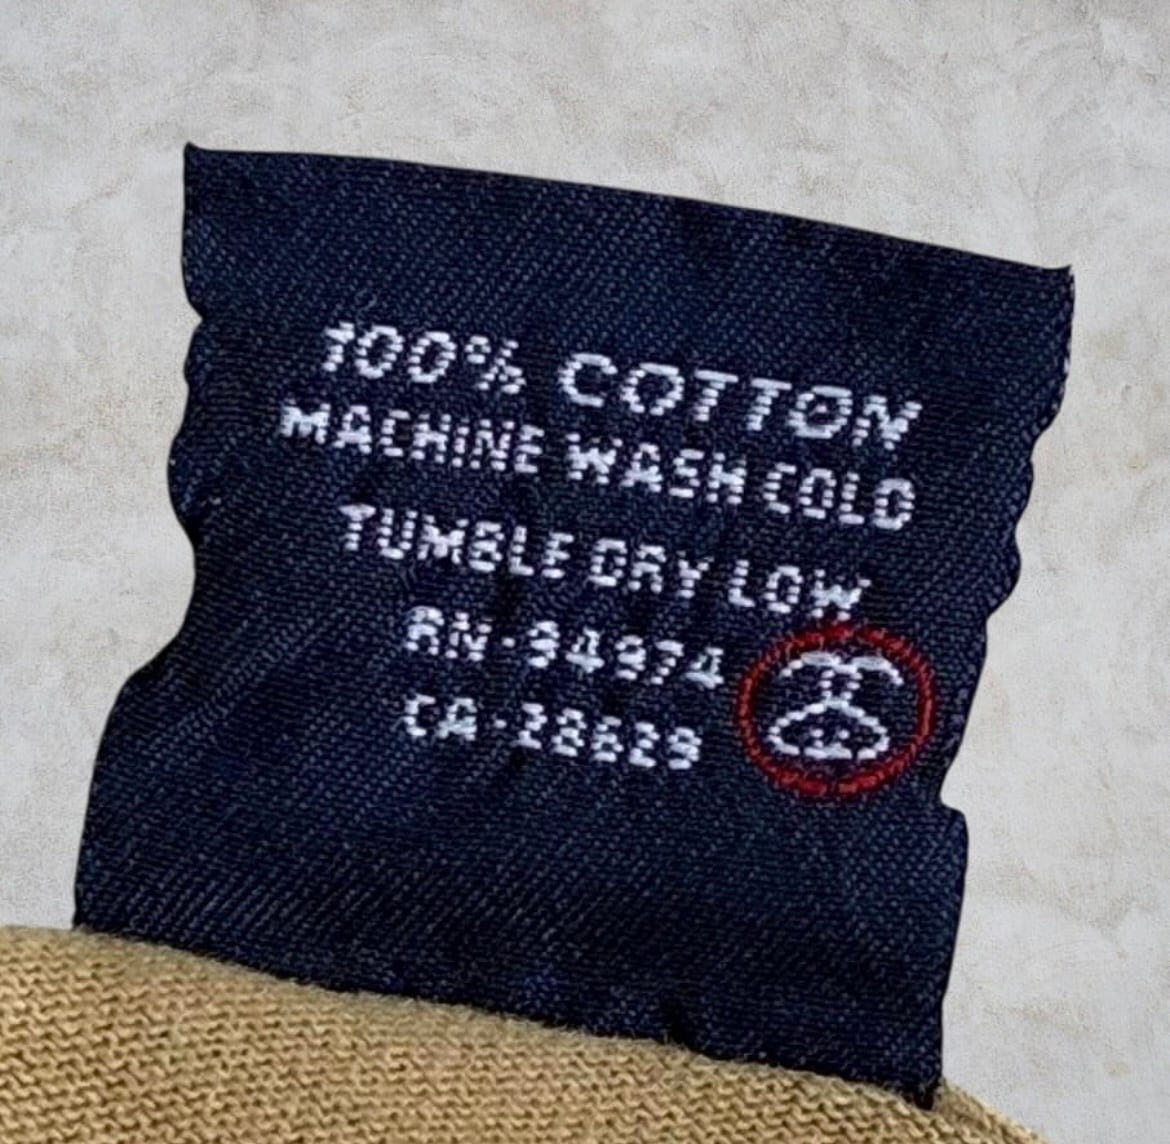 100% COTTON
MACHINE WASH COLD
TUMBLE DRY LOW
RN-94974
CA-28629